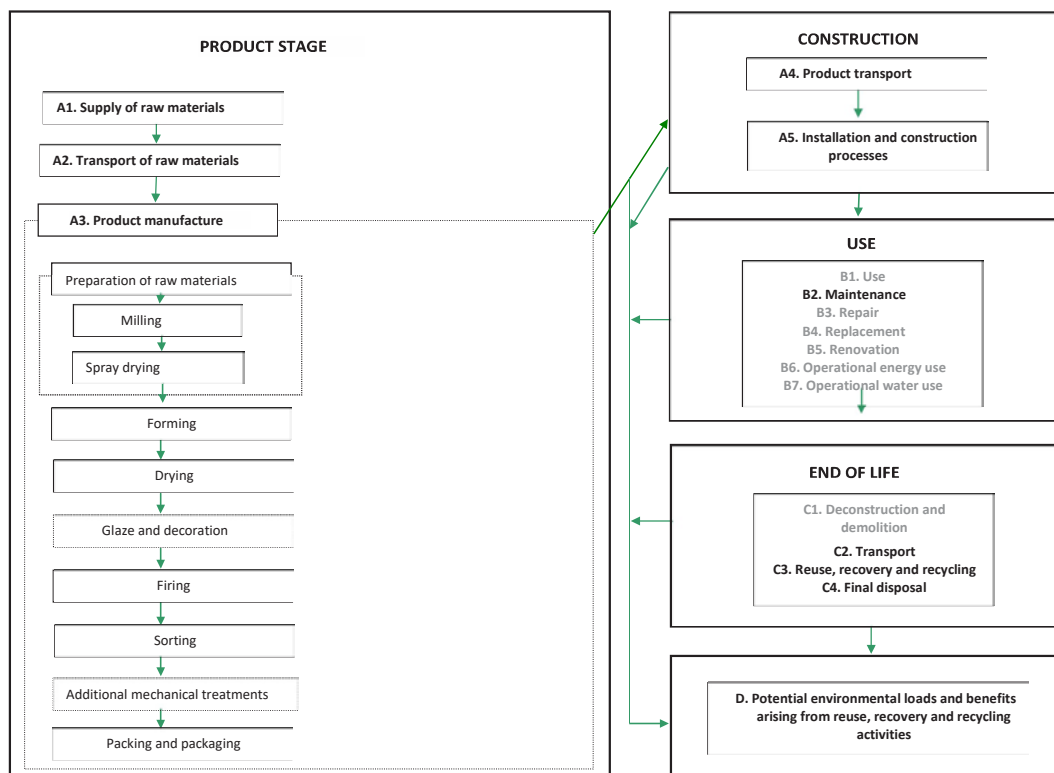 PRODUCT STAGE
A1. Supply of raw materials
A2. Transport of raw materials
A3. Product manufacture
Preparation of raw materials
Milling
Spray drying
Forming
Drying
Glaze and decoration
Firing
Sorting
Additional mechanical treatments
Packing and packaging
CONSTRUCTION
A4. Product transport
A5. Installation and construction
processes
USE
B1. Use
B2. Maintenance
B3. Repair
B4. Replacement
B5. Renovation
B6. Operational energy use
B7. Operational water use
END OF LIFE
C1. Deconstruction and
demolition
C2. Transport
C3. Reuse, recovery and recycling
C4. Final disposal
D. Potential environmental loads and benefits
arising from reuse, recovery and recycling
activities